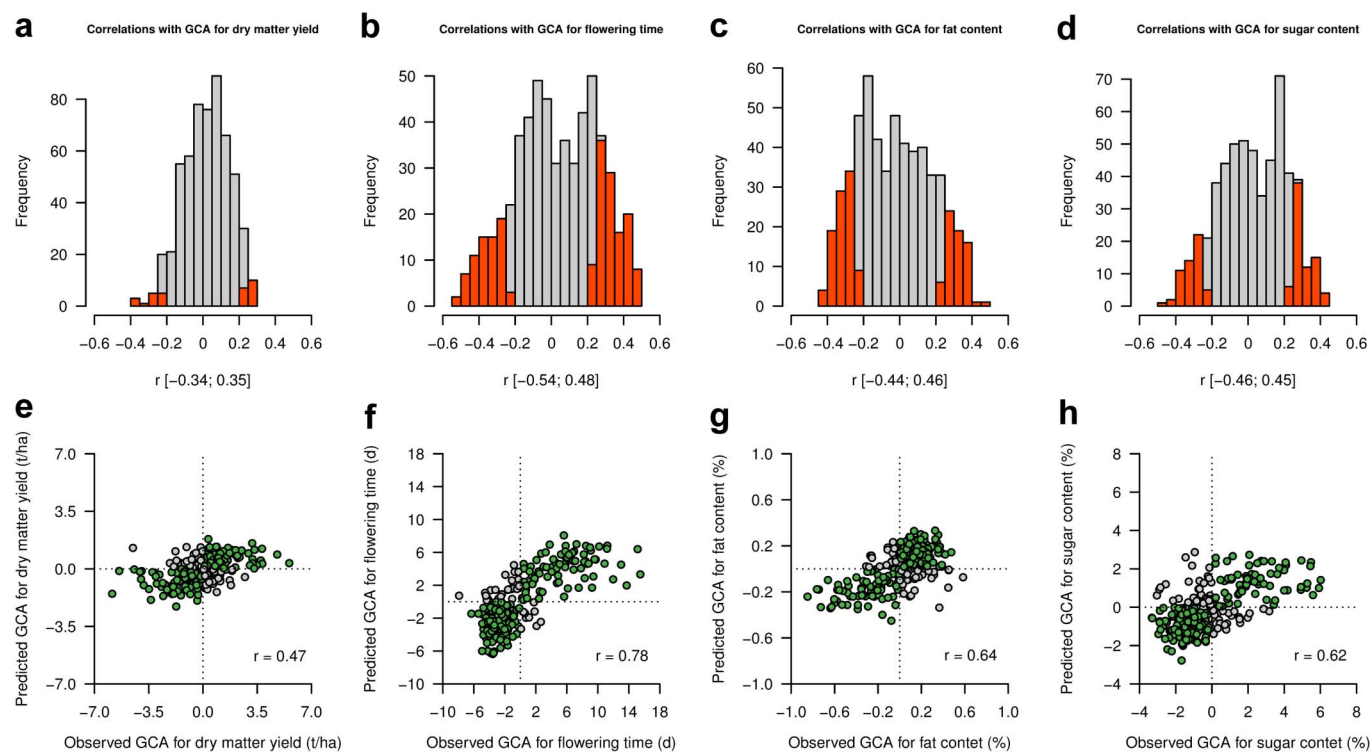 a
Correlations with GCA for dry matter yield
Frequency
80
60
40
20
0
−0.6 −0.4 −0.2 0 0.2 0.4 0.6
r [−0.34; 0.35]
b
Correlations with GCA for flowering time
Frequency
50
40
30
20
10
0
−0.6 −0.4 −0.2 0 0.2 0.4 0.6
r [−0.54; 0.48]
c
Correlations with GCA for fat content
Frequency
60
50
40
30
20
10
0
−0.6 −0.4 −0.2 0 0.2 0.4 0.6
r [−0.44; 0.46]
d
Correlations with GCA for sugar content
Frequency
70
60
50
40
30
20
10
0
−0.6 −0.4 −0.2 0 0.2 0.4 0.6
r [−0.46; 0.45]
e
Predicted GCA for dry matter yield (t/ha)
7.0
3.5
0.0
−3.5
−7.0
r = 0.47
−7.0 −3.5 0.0 3.5 7.0
Observed GCA for dry matter yield (t/ha)
f
Predicted GCA for flowering time (d)
18
14
10
6
2
−2
−6
−10
r = 0.78
−10 −6 −2 2 6 10 14 18
Observed GCA for flowering time (d)
g
Predicted GCA for fat content (%)
1.0
0.6
0.2
−0.2
−0.6
−1.0
r = 0.64
−1.0 −0.6 −0.2 0.2 0.6 1.0
Observed GCA for fat contet (%)
h
Predicted GCA for sugar content (%)
8
6
4
2
0
−2
−4
r = 0.62
−4 −2 0 2 4 6 8
Observed GCA for sugar contet (%)